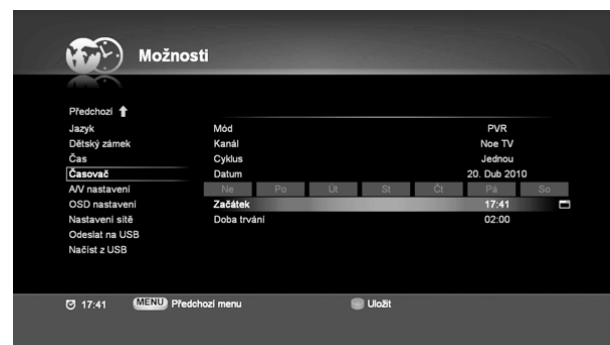 Možnosti
Předchozí
Jazyk
Mód PVR
Dětský zámek
Kanál Noe TV
Čas
Cyklus Jednou
Časovač
Datum 20. Dub 2010
A/V nastavení
Ne Po Út St Čt Pá So
OSD nastavení
Začátek 17:41
Nastavení sítě
Doba trvání 02:00
Odeslat na USB
Načíst z USB
17:41 MENU Předchozí menu Uložit